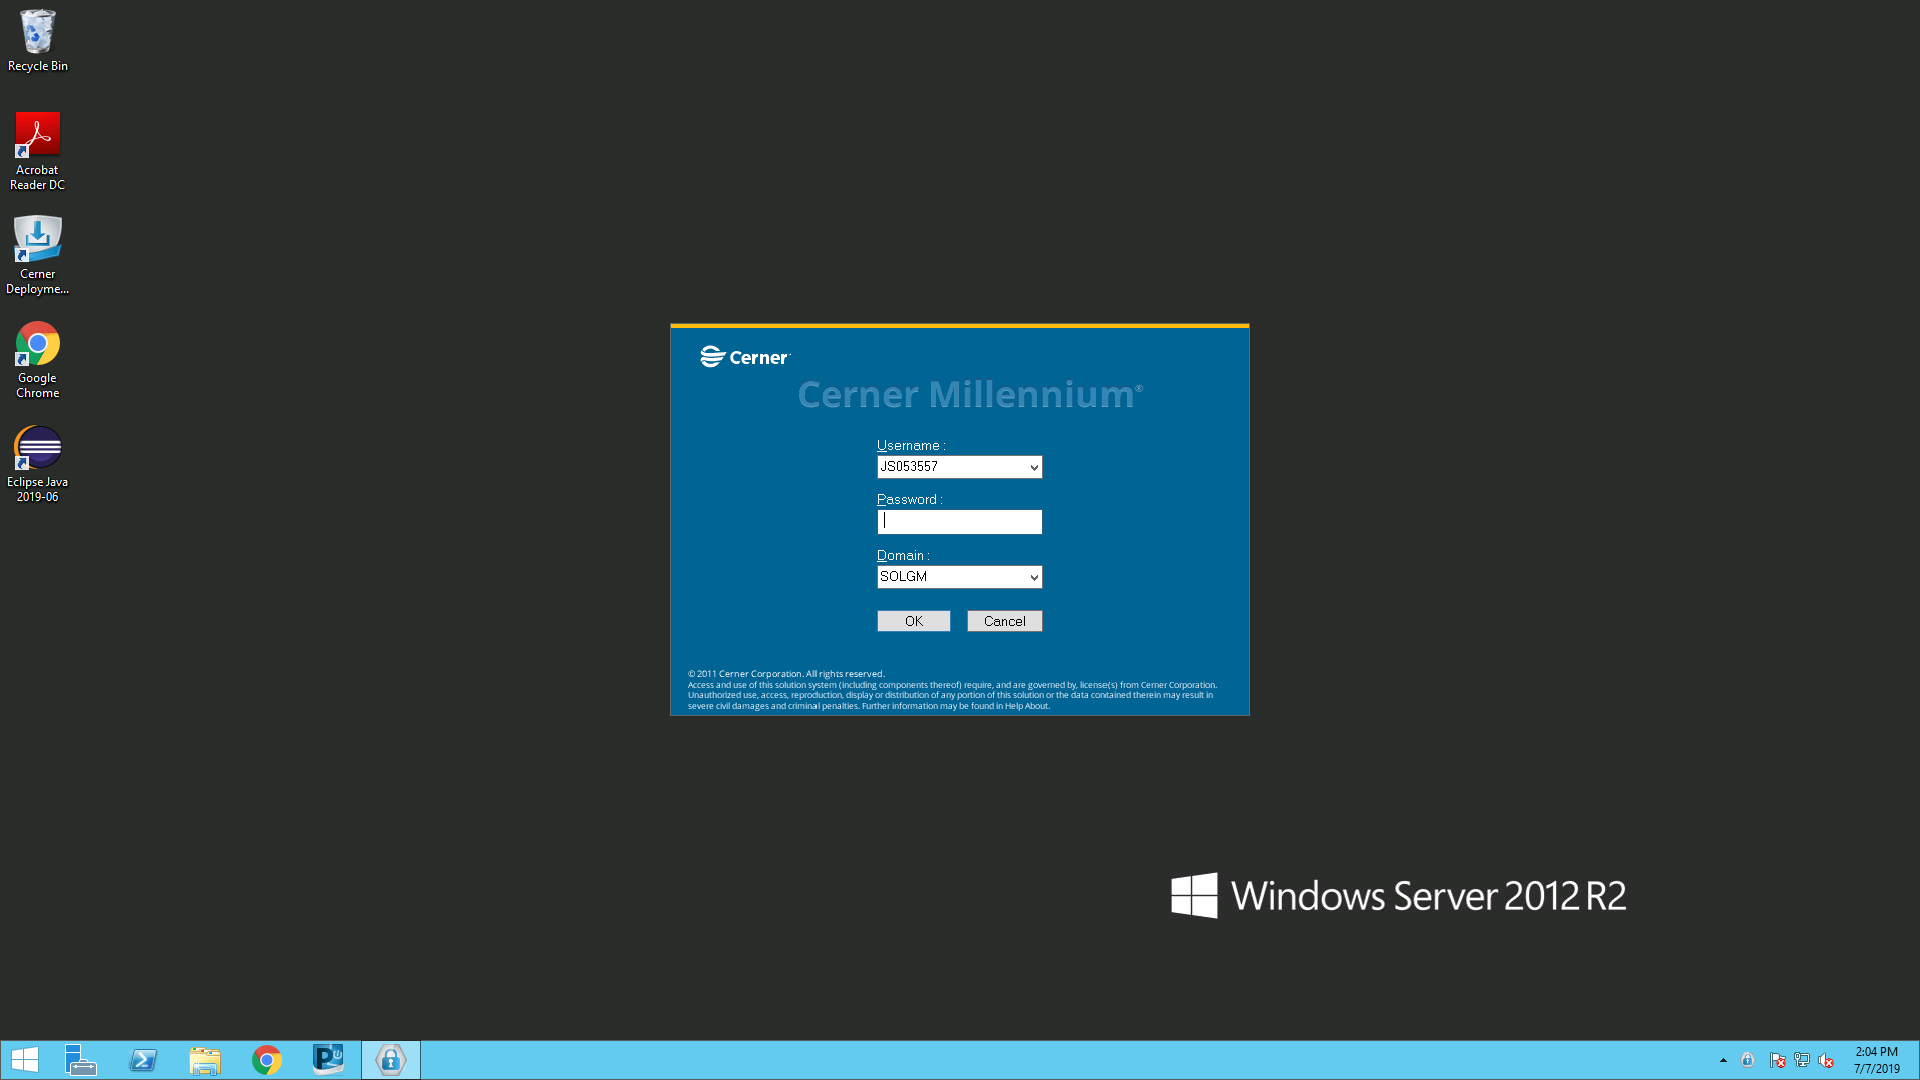 Recycle Bin
Acrobat
Reader DC
Cerner
Deployme...
Google
Chrome
Eclipse Java
2019-06
Cerner
Cerner Millennium®
Username :
JS053557
Password :
Domain :
SOLGM
OK Cancel
© 2011 Cerner Corporation. All rights reserved.
Access and use of this solution system (including components thereof) require, and are governed by, license(s) from Cerner Corporation.
Unauthorized use, access, reproduction, display or distribution of any portion of this solution or the data contained therein may result in
severe civil damages and criminal penalties. Further information may be found in Help About.
Windows Server 2012 R2
2:04 PM
7/7/2019